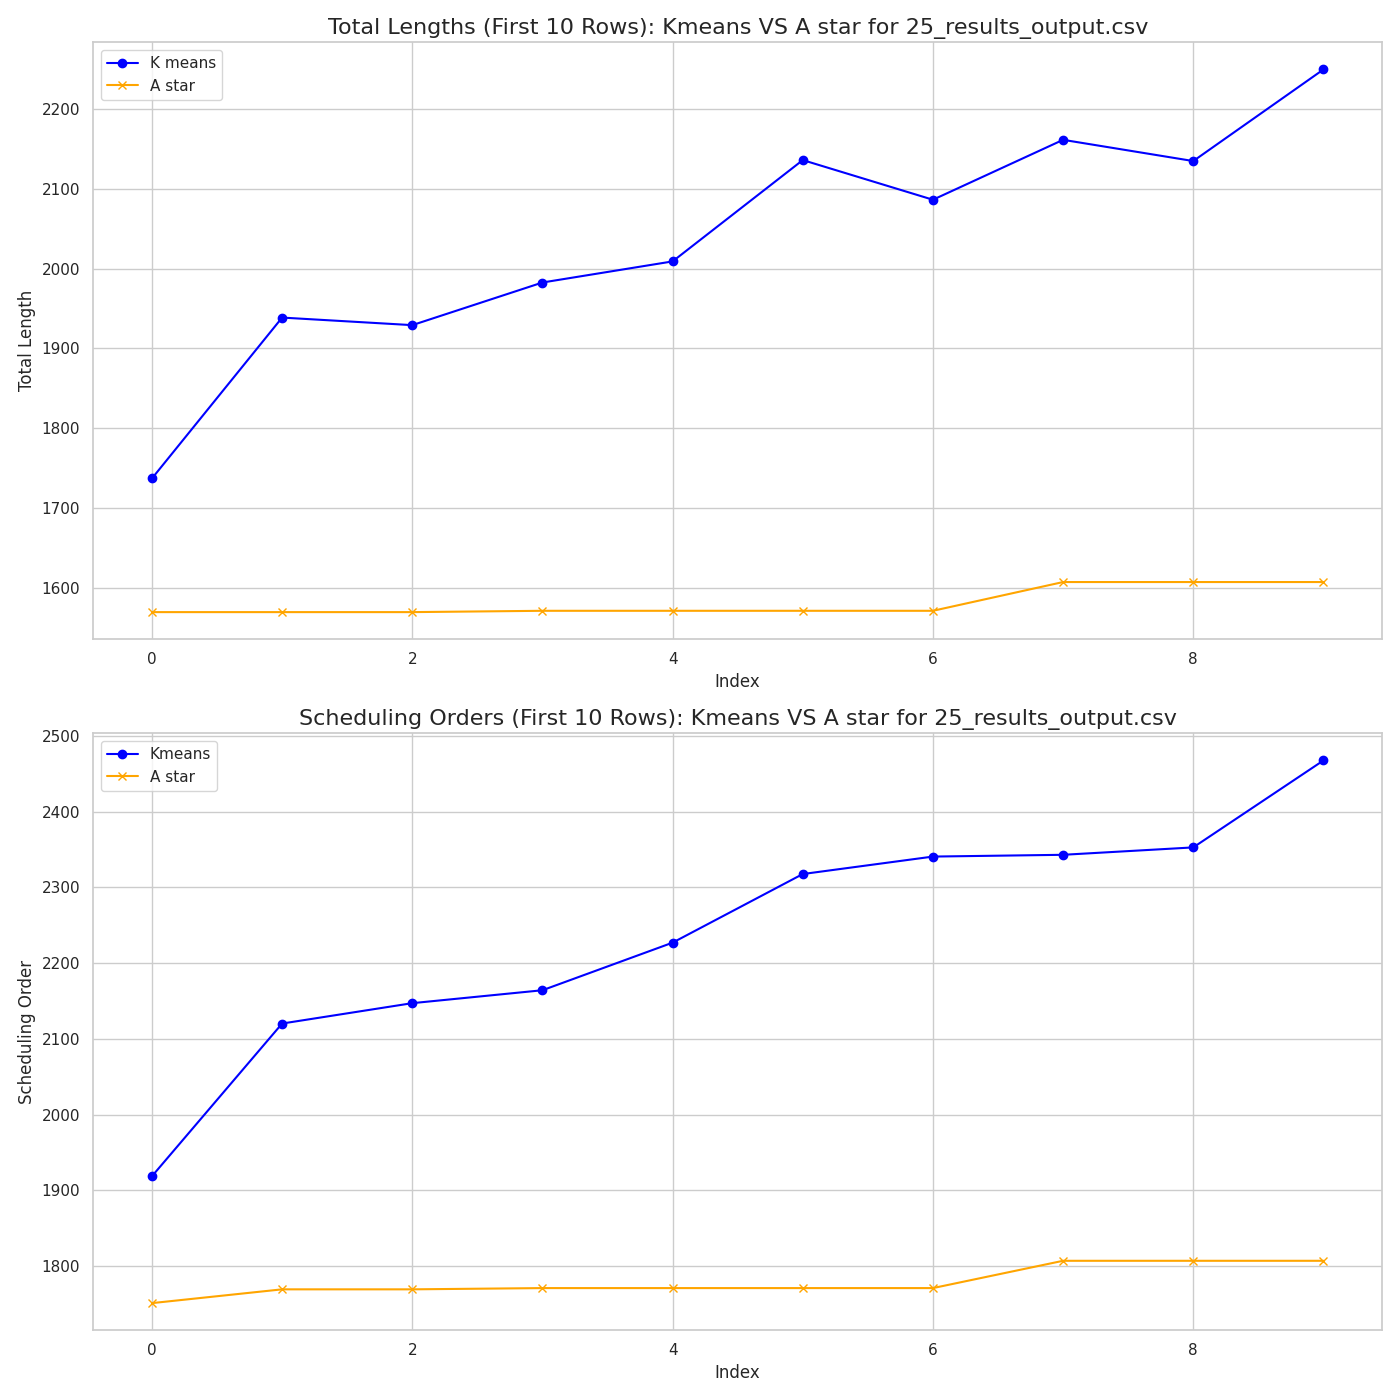 Total Lengths (First 10 Rows): Kmeans VS A star for 25_results_output.csv
K means
A star
2200
2100
2000
1900
1800
1700
1600
Total Length
0 2 4 6 8
Index
Scheduling Orders (First 10 Rows): Kmeans VS A star for 25_results_output.csv
Kmeans
A star
2500
2400
2300
2200
2100
2000
1900
1800
Scheduling Order
0 2 4 6 8
Index